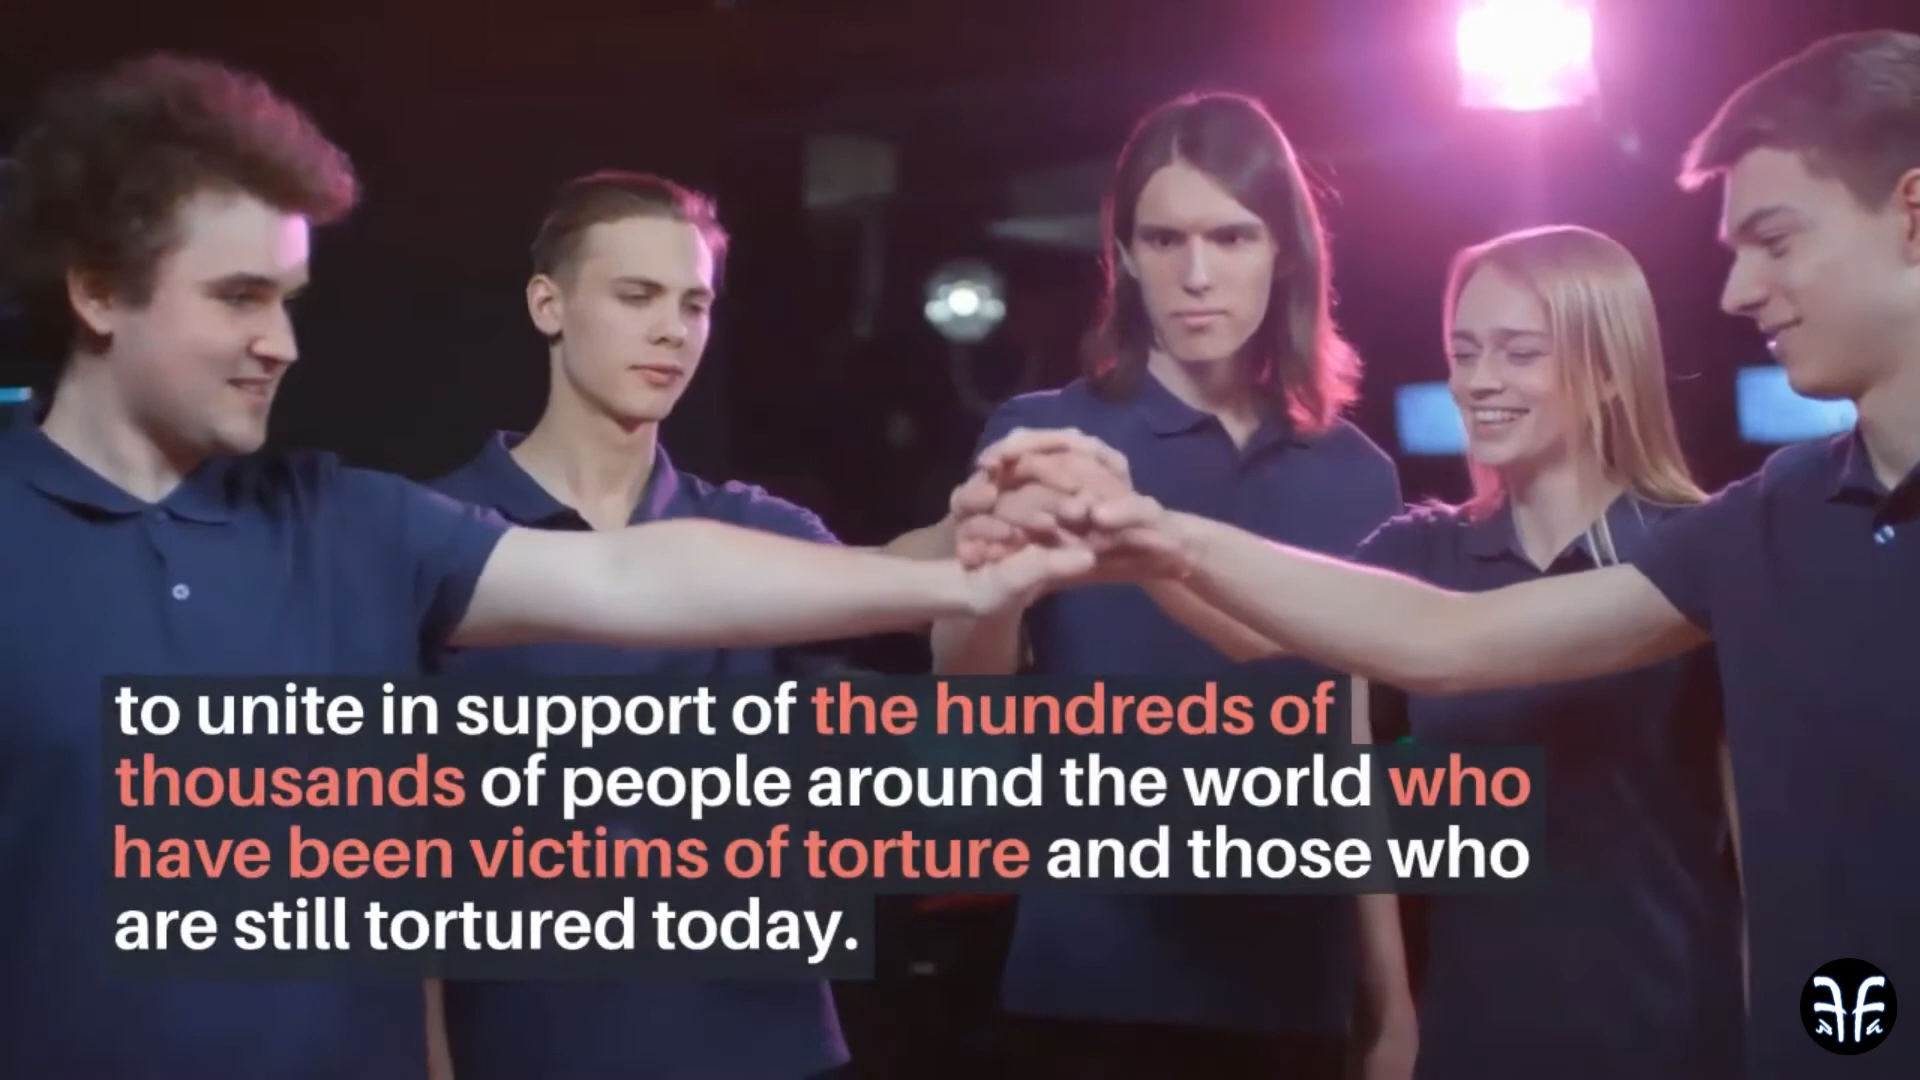 to unite in support of the hundreds of
thousands of people around the world who
have been victims of torture and those who
are still tortured today.